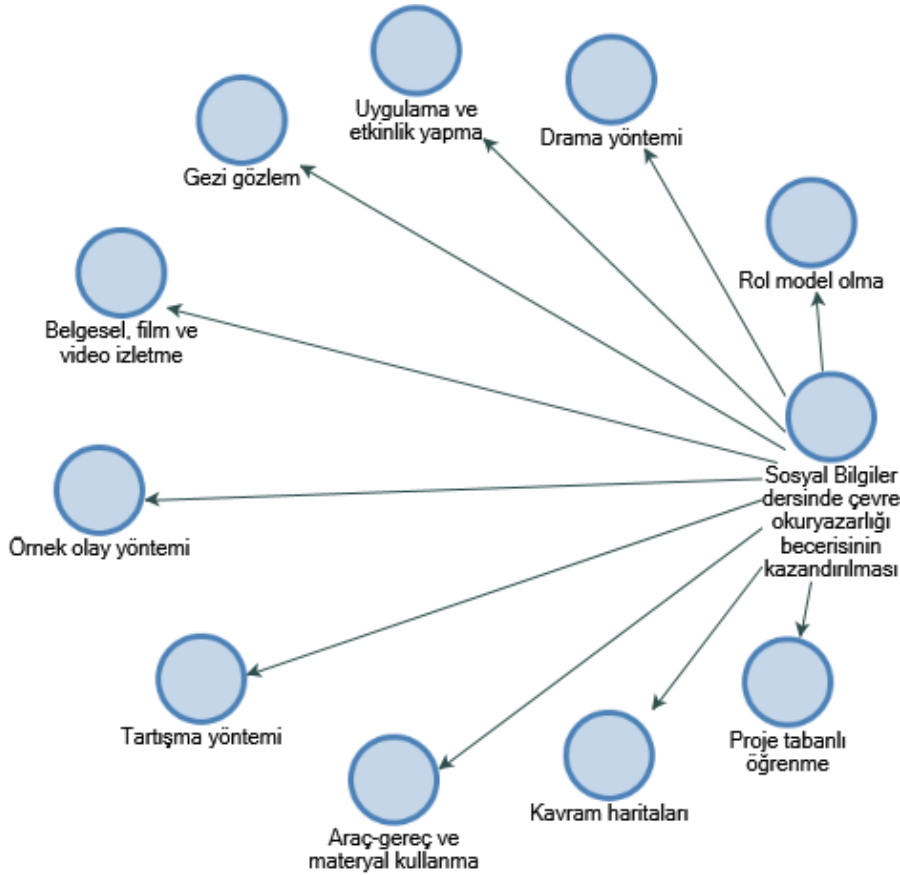 Uygulama ve
etkinlik yapma
Drama yöntemi
Gezi gözlem
Rol model olma
Belgesel, film ve
video izletme
Sosyal Bilgiler
dersinde çevre
okuryazarlığı
becerisinin
kazandırılması
Örnek olay yöntemi
Tartışma yöntemi
Proje tabanlı
öğrenme
Kavram haritaları
Araç-gereç ve
materyal kullanma